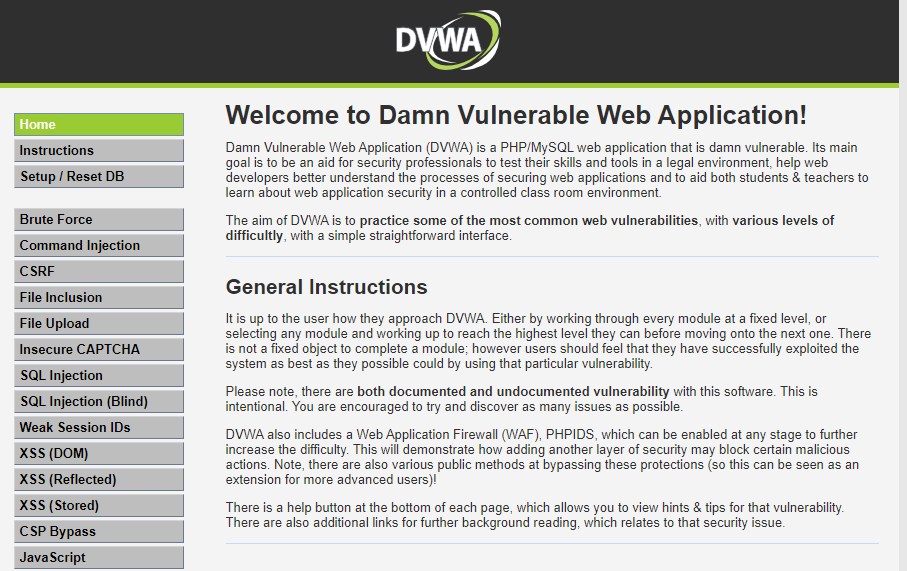 DVWA
Home
Instructions
Setup / Reset DB
Brute Force
Command Injection
CSRF
File Inclusion
File Upload
Insecure CAPTCHA
SQL Injection
SQL Injection (Blind)
Weak Session IDs
XSS (DOM)
XSS (Reflected)
XSS (Stored)
CSP Bypass
JavaScript
Welcome to Damn Vulnerable Web Application!
Damn Vulnerable Web Application (DVWA) is a PHP/MySQL web application that is damn vulnerable. Its main
goal is to be an aid for security professionals to test their skills and tools in a legal environment, help web
developers better understand the processes of securing web applications and to aid both students & teachers to
learn about web application security in a controlled class room environment.
The aim of DVWA is to practice some of the most common web vulnerabilities, with various levels of
difficultly, with a simple straightforward interface.
General Instructions
It is up to the user how they approach DVWA. Either by working through every module at a fixed level, or
selecting any module and working up to reach the highest level they can before moving onto the next one. There
is not a fixed object to complete a module; however users should feel that they have successfully exploited the
system as best as they possible could by using that particular vulnerability.
Please note, there are both documented and undocumented vulnerability with this software. This is
intentional. You are encouraged to try and discover as many issues as possible.
DVWA also includes a Web Application Firewall (WAF), PHPIDS, which can be enabled at any stage to further
increase the difficulty. This will demonstrate how adding another layer of security may block certain malicious
actions. Note, there are also various public methods at bypassing these protections (so this can be seen as an
extension for more advanced users)!
There is a help button at the bottom of each page, which allows you to view hints & tips for that vulnerability.
There are also additional links for further background reading, which relates to that security issue.